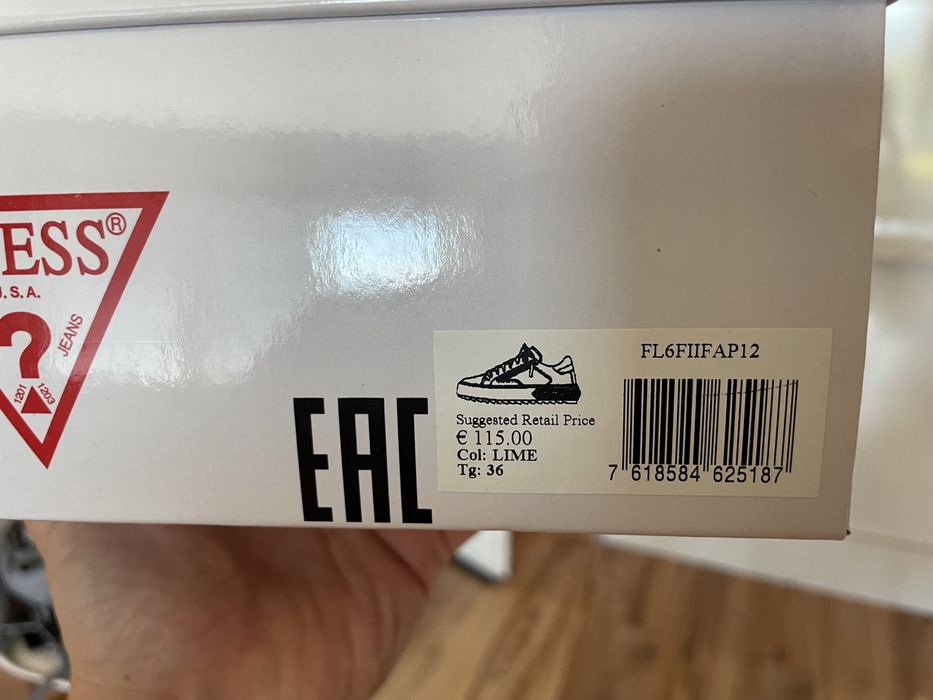 ESS®
U.S.A.
?
JEANS
1201 1203
EAC
FL6FIIFAP12
Suggested Retail Price
€ 115.00
Col: LIME
Tg: 36
7 618584 625187